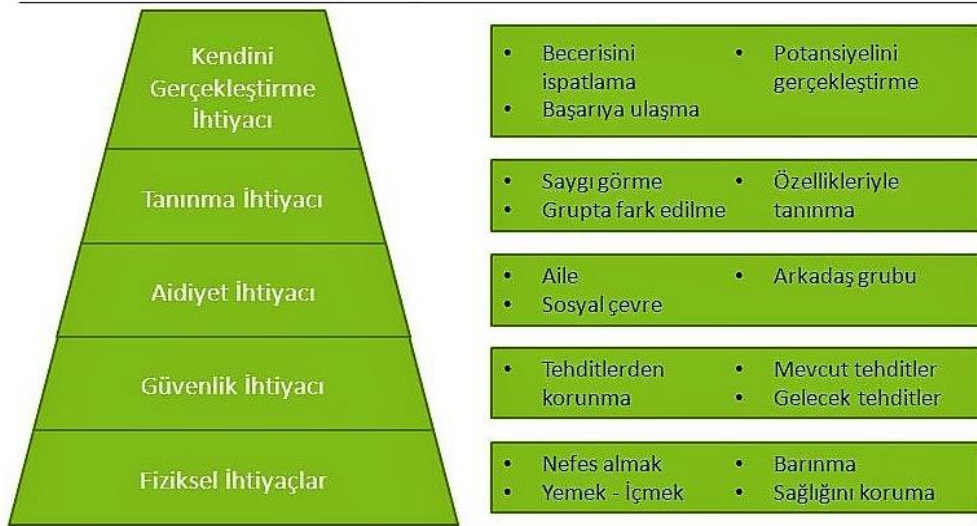 Kendini
Gerçekleştirme
İhtiyacı
• Becerisini
ispatlama
• Başarıya ulaşma
• Potansiyelini
gerçekleştirme
Tanınma İhtiyacı
• Saygı görme
• Grupta fark edilme
• Özellikleriyle
tanınma
Aidiyet İhtiyacı
• Aile
• Sosyal çevre
• Arkadaş grubu
Güvenlik İhtiyacı
• Tehditlerden
korunma
• Mevcut tehditler
• Gelecek tehditler
Fiziksel İhtiyaçlar
• Nefes almak
• Yemek - İçmek
• Barınma
• Sağlığını koruma